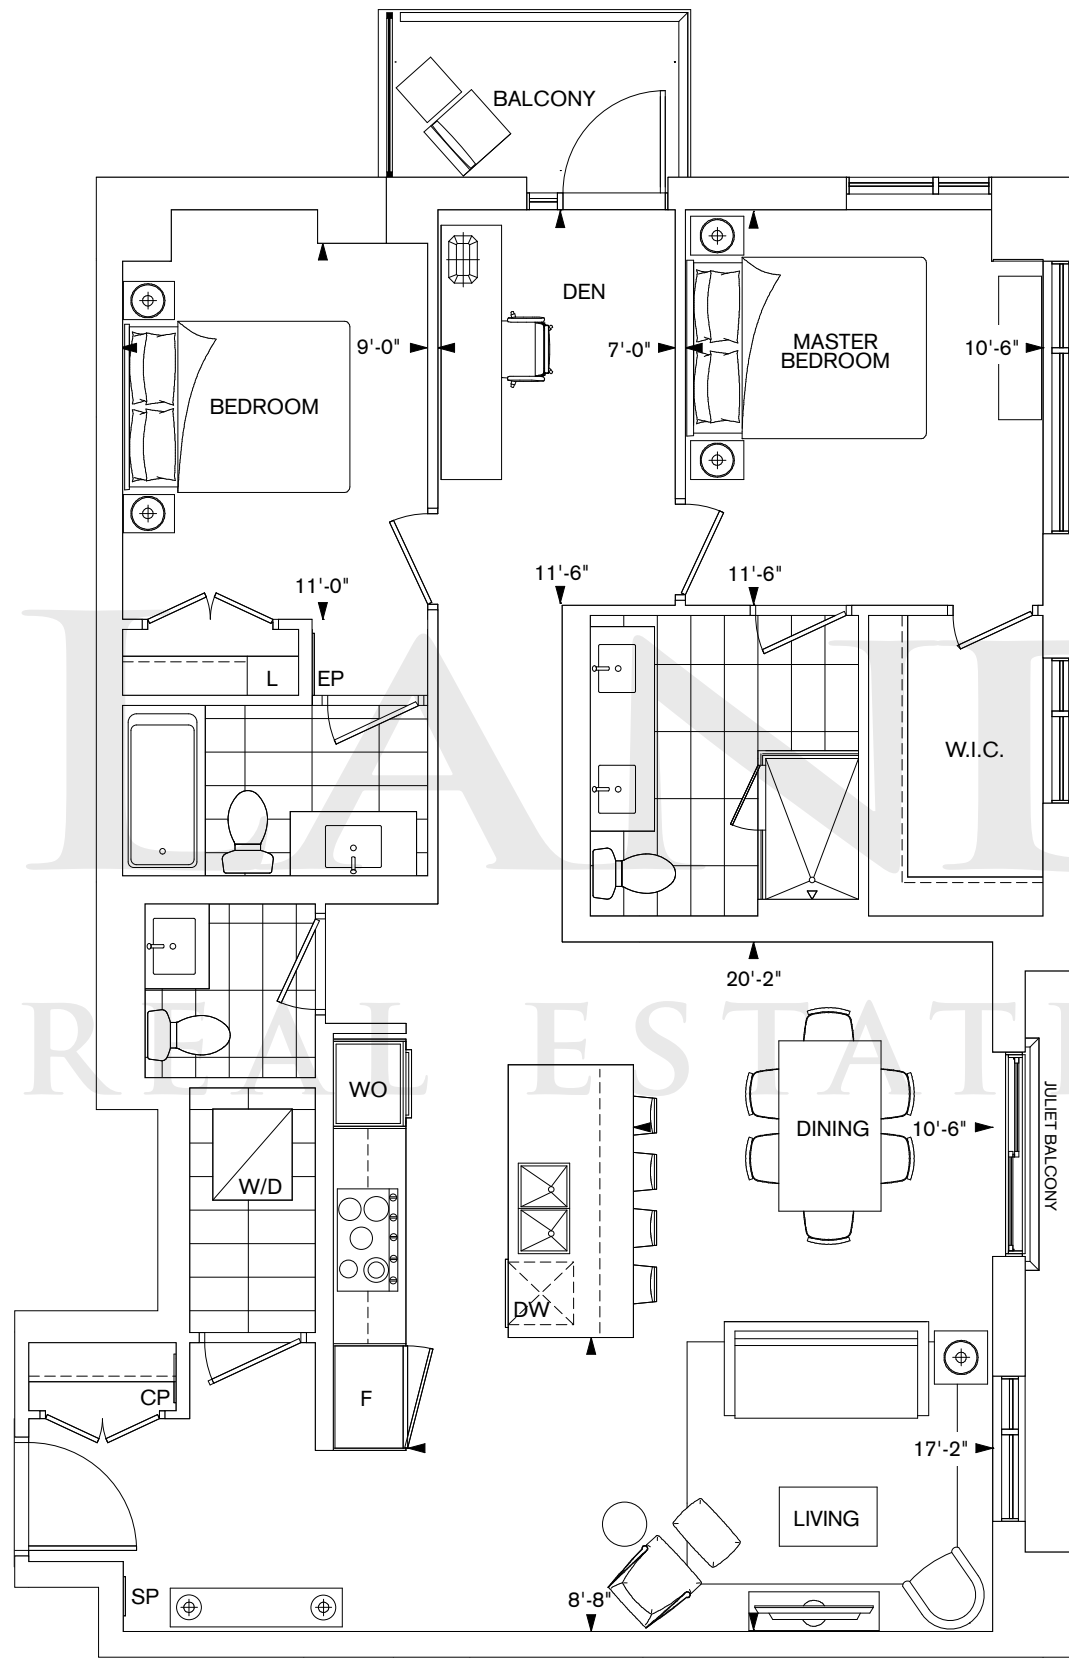 BALCONY
DEN
9'-0"
7'-0"
MASTER
BEDROOM
10'-6"
BEDROOM
11'-0"
11'-6"
11'-6"
L
EP
W.I.C.
LAND
20'-2"
REAL ESTATE
WO
DINING
10'-6"
JULIET BALCONY
W/D
DW
CP
F
17'-2"
LIVING
SP
8'-8"